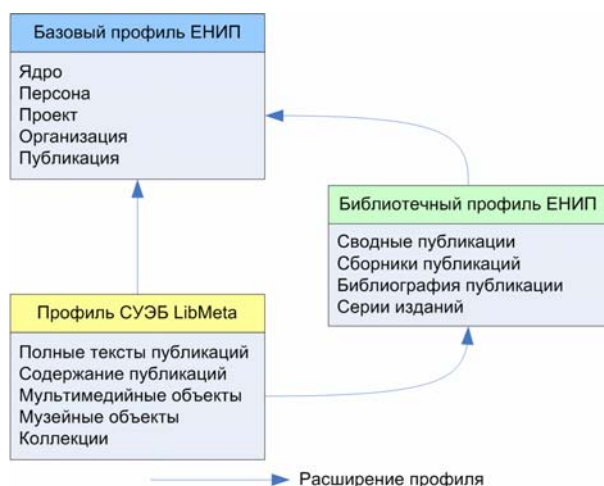 Базовый профиль ЕНИП
Ядро
Персона
Проект
Организация
Публикация
Библиотечный профиль ЕНИП
Сводные публикации
Сборники публикаций
Библиография публикации
Серии изданий
Профиль СУЭБ LibMeta
Полные тексты публикаций
Содержание публикаций
Мультимедийные объекты
Музейные объекты
Коллекции
Расширение профиля